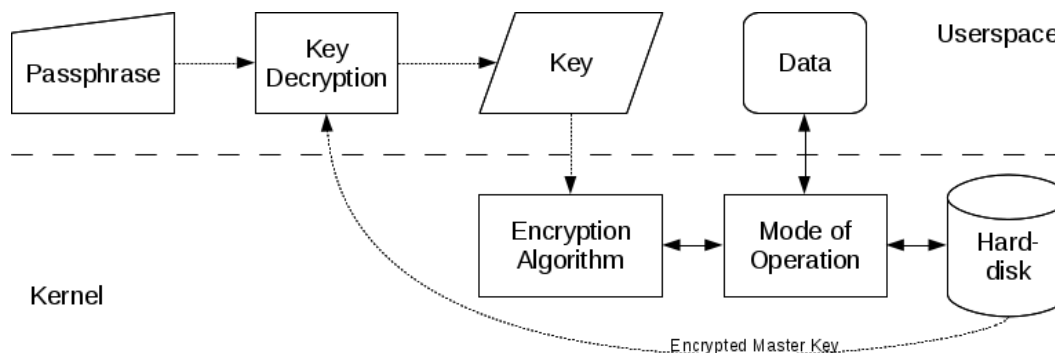 Userspace
Passphrase
Key
Decryption
Key
Data
Encryption
Algorithm
Mode of
Operation
Hard-
disk
Kernel
Encrypted Master Key